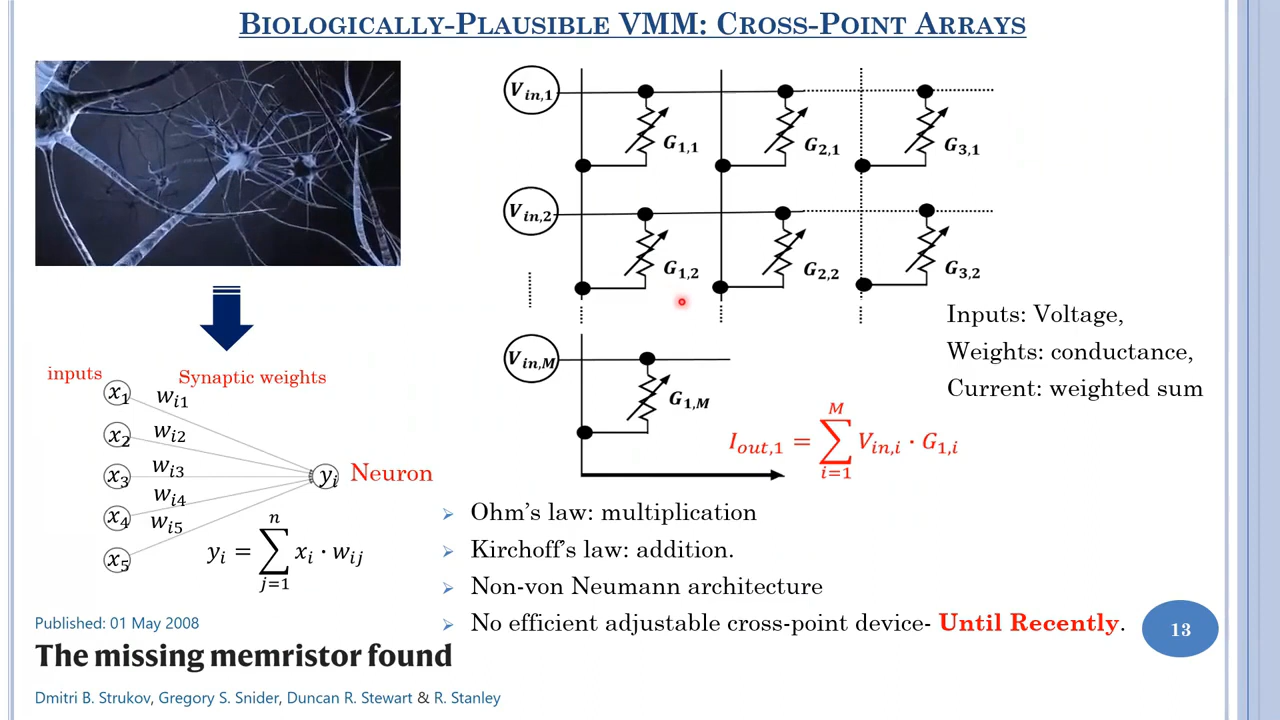 BIOLOGICALLY-PLAUSIBLE VMM: CROSS-POINT ARRAYS
V_in,1
G_1,1
G_2,1
G_3,1
V_in,2
G_1,2
G_2,2
G_3,2
V_in,M
G_1,M
Inputs: Voltage,
Weights: conductance,
Current: weighted sum
I_out,1 = ∑_{i=1}^{M} V_in,i · G_1,i
inputs
Synaptic weights
x_1 w_i1
x_2 w_i2
x_3 w_i3
x_4 w_i4
x_5 w_i5
y_i Neuron
y_i = ∑_{j=1}^{n} x_i · w_ij
Ohm's law: multiplication
Kirchoff's law: addition.
Non-von Neumann architecture
No efficient adjustable cross-point device- Until Recently.
13
Published: 01 May 2008
The missing memristor found
Dmitri B. Strukov, Gregory S. Snider, Duncan R. Stewart & R. Stanley